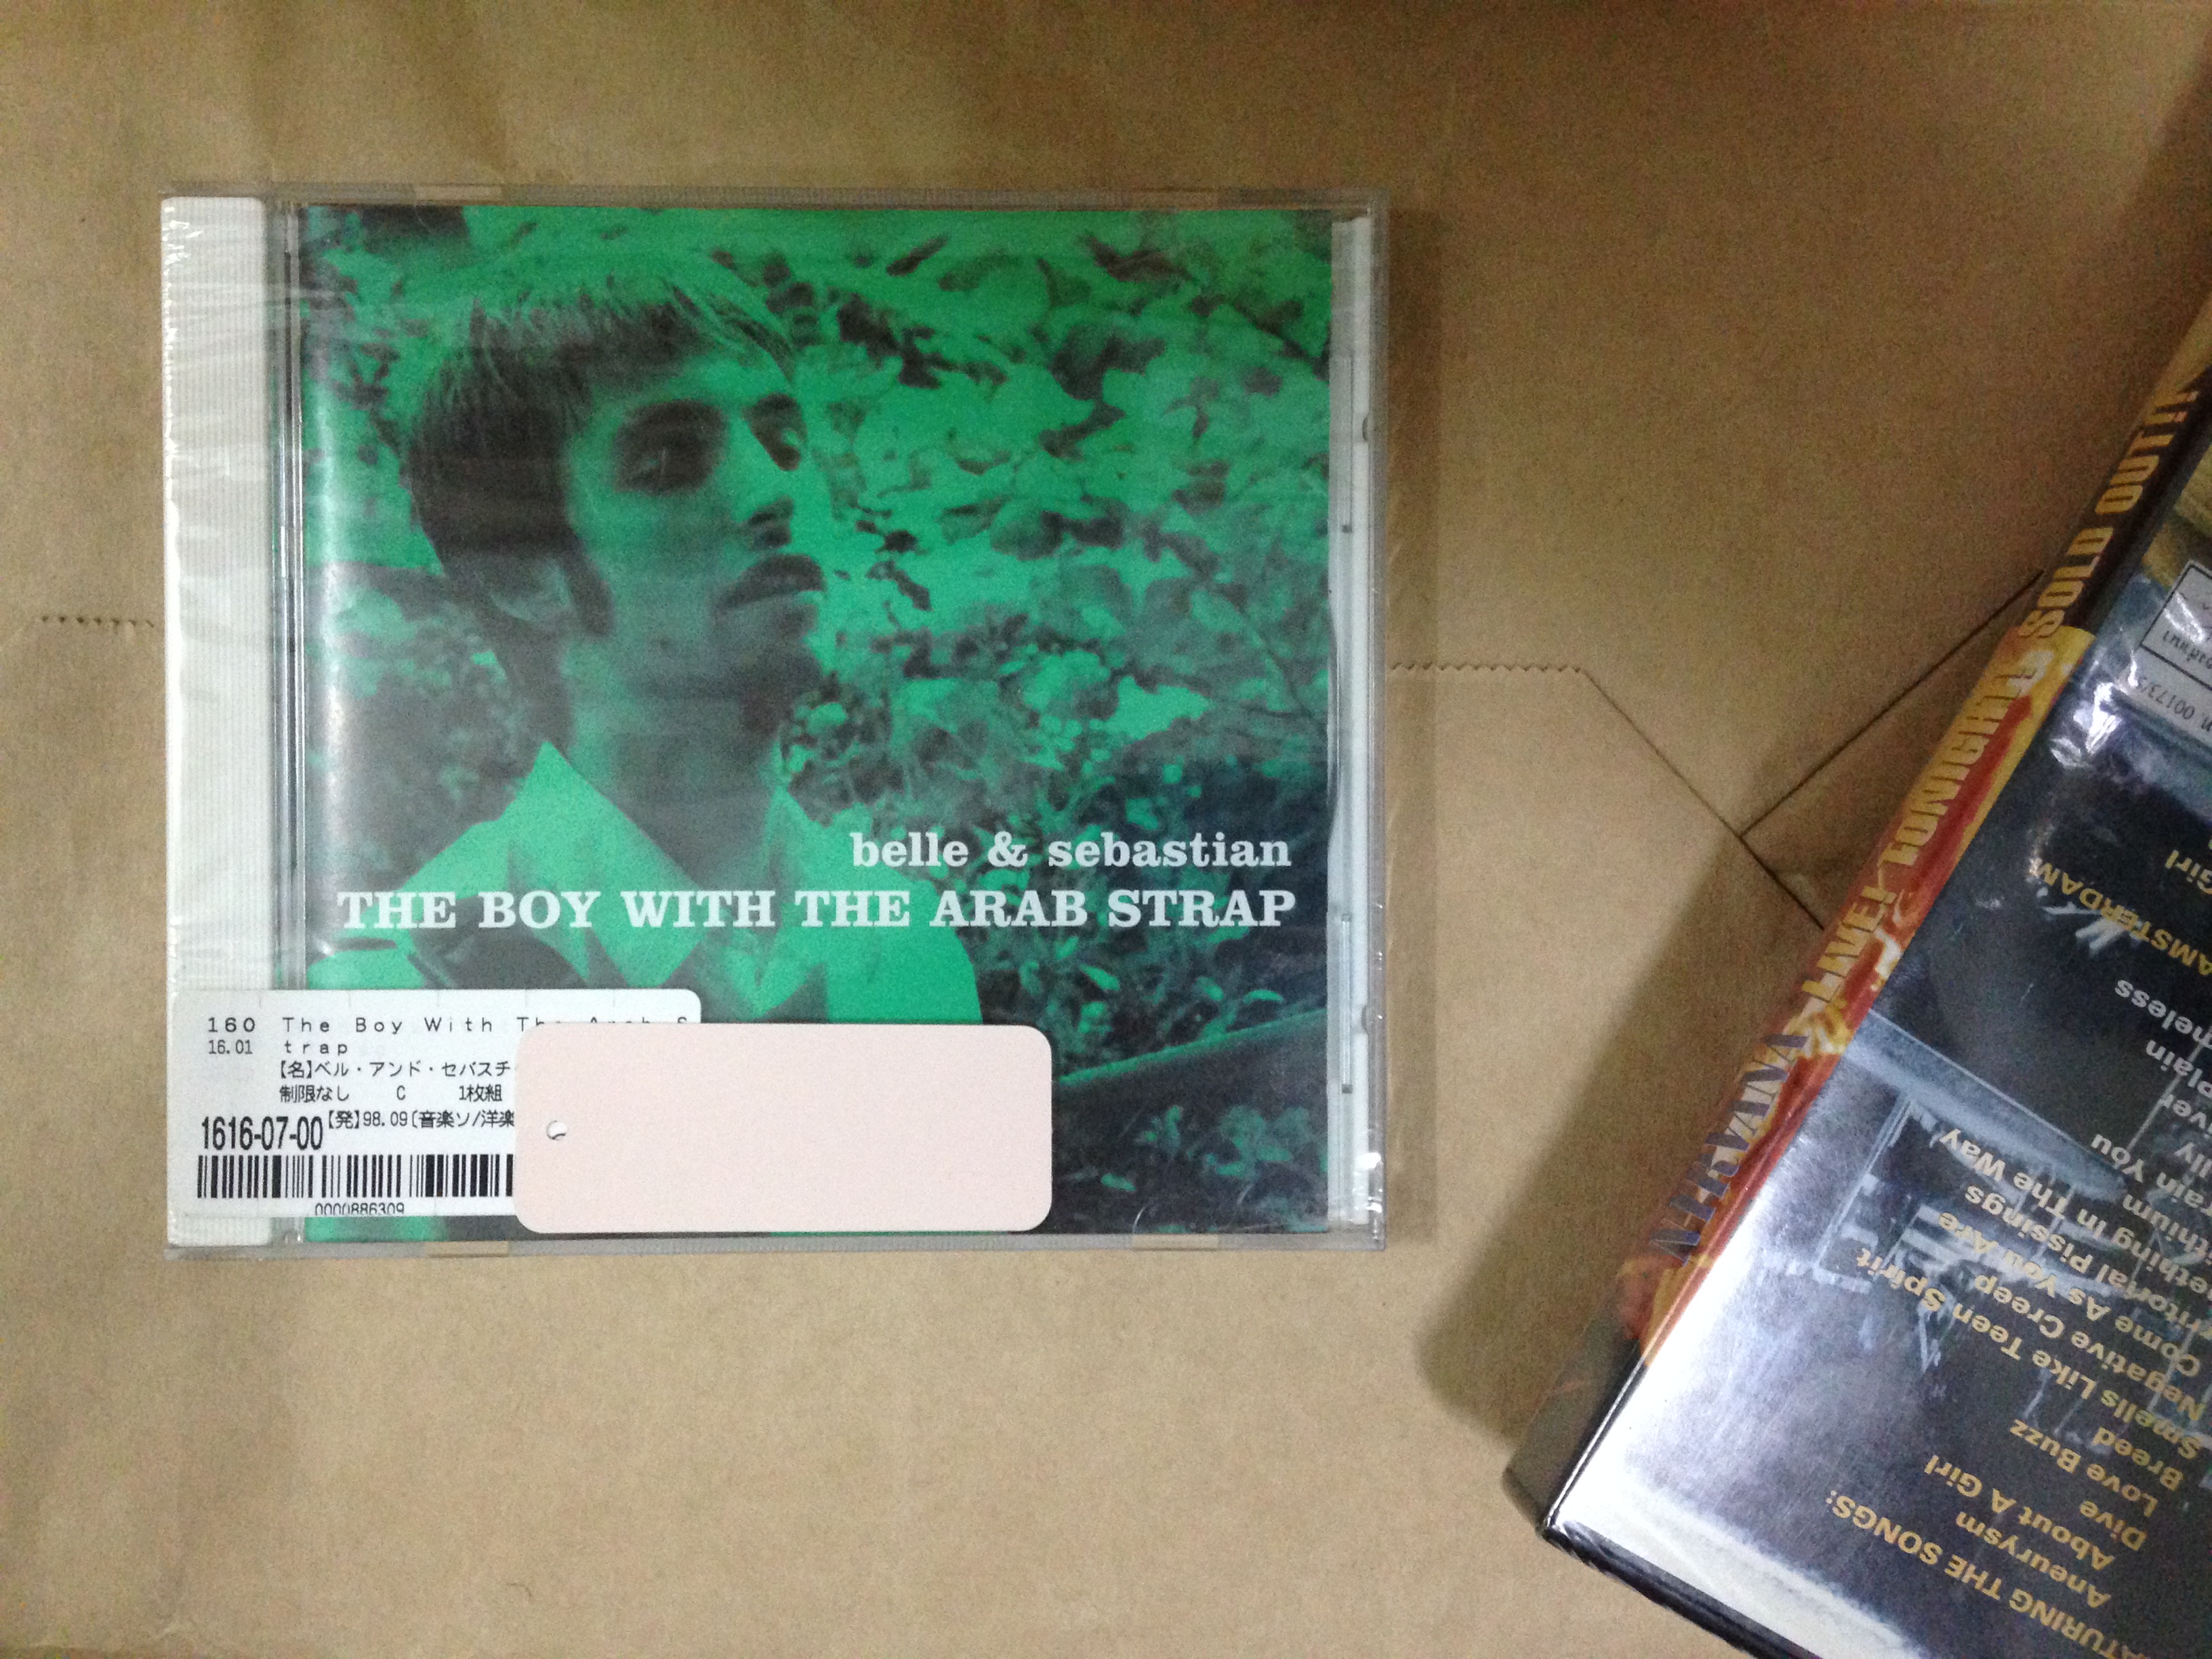 belle & sebastian
THE BOY WITH THE ARAB STRAP
160 The Boy With The Arab S
16.01 trap
【名】ベル・アンド・セバスチ
制限なし C 1枚組
1616-07-00 【発】98.09〔音楽ソ/洋楽
0000886309
NIRVANA LIVE! TONIGHT! SOLD OUT!!
FEATURING THE SONGS:
Aneurysm
About A Girl
Dive
Love Buzz
Breed
Smells Like Teen Spirit
Negative Creep
Come As You Are
Territorial Pissings
Something In The Way
AMSTERDAM
Girl